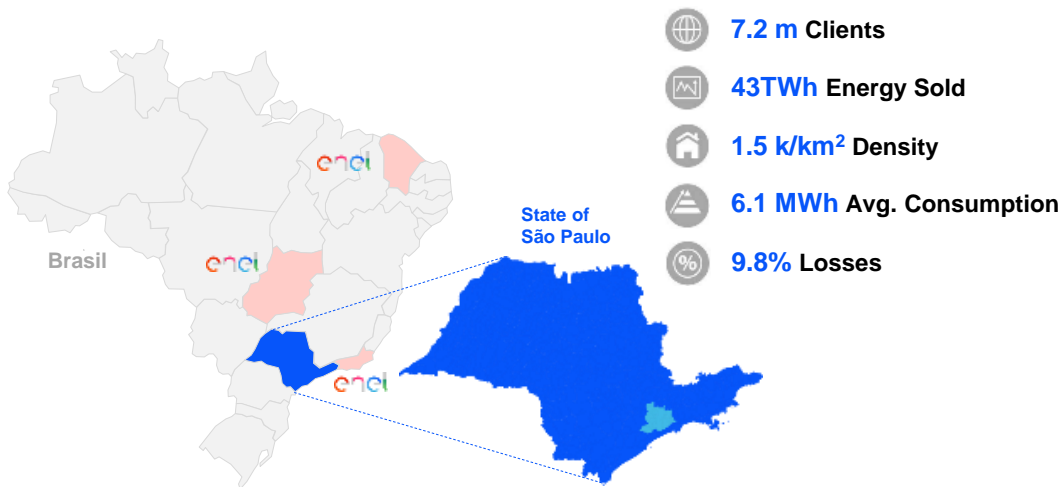 7.2 m Clients
43TWh Energy Sold
1.5 k/km² Density
6.1 MWh Avg. Consumption
9.8% Losses
enel
enel
enel
Brasil
State of
São Paulo
%